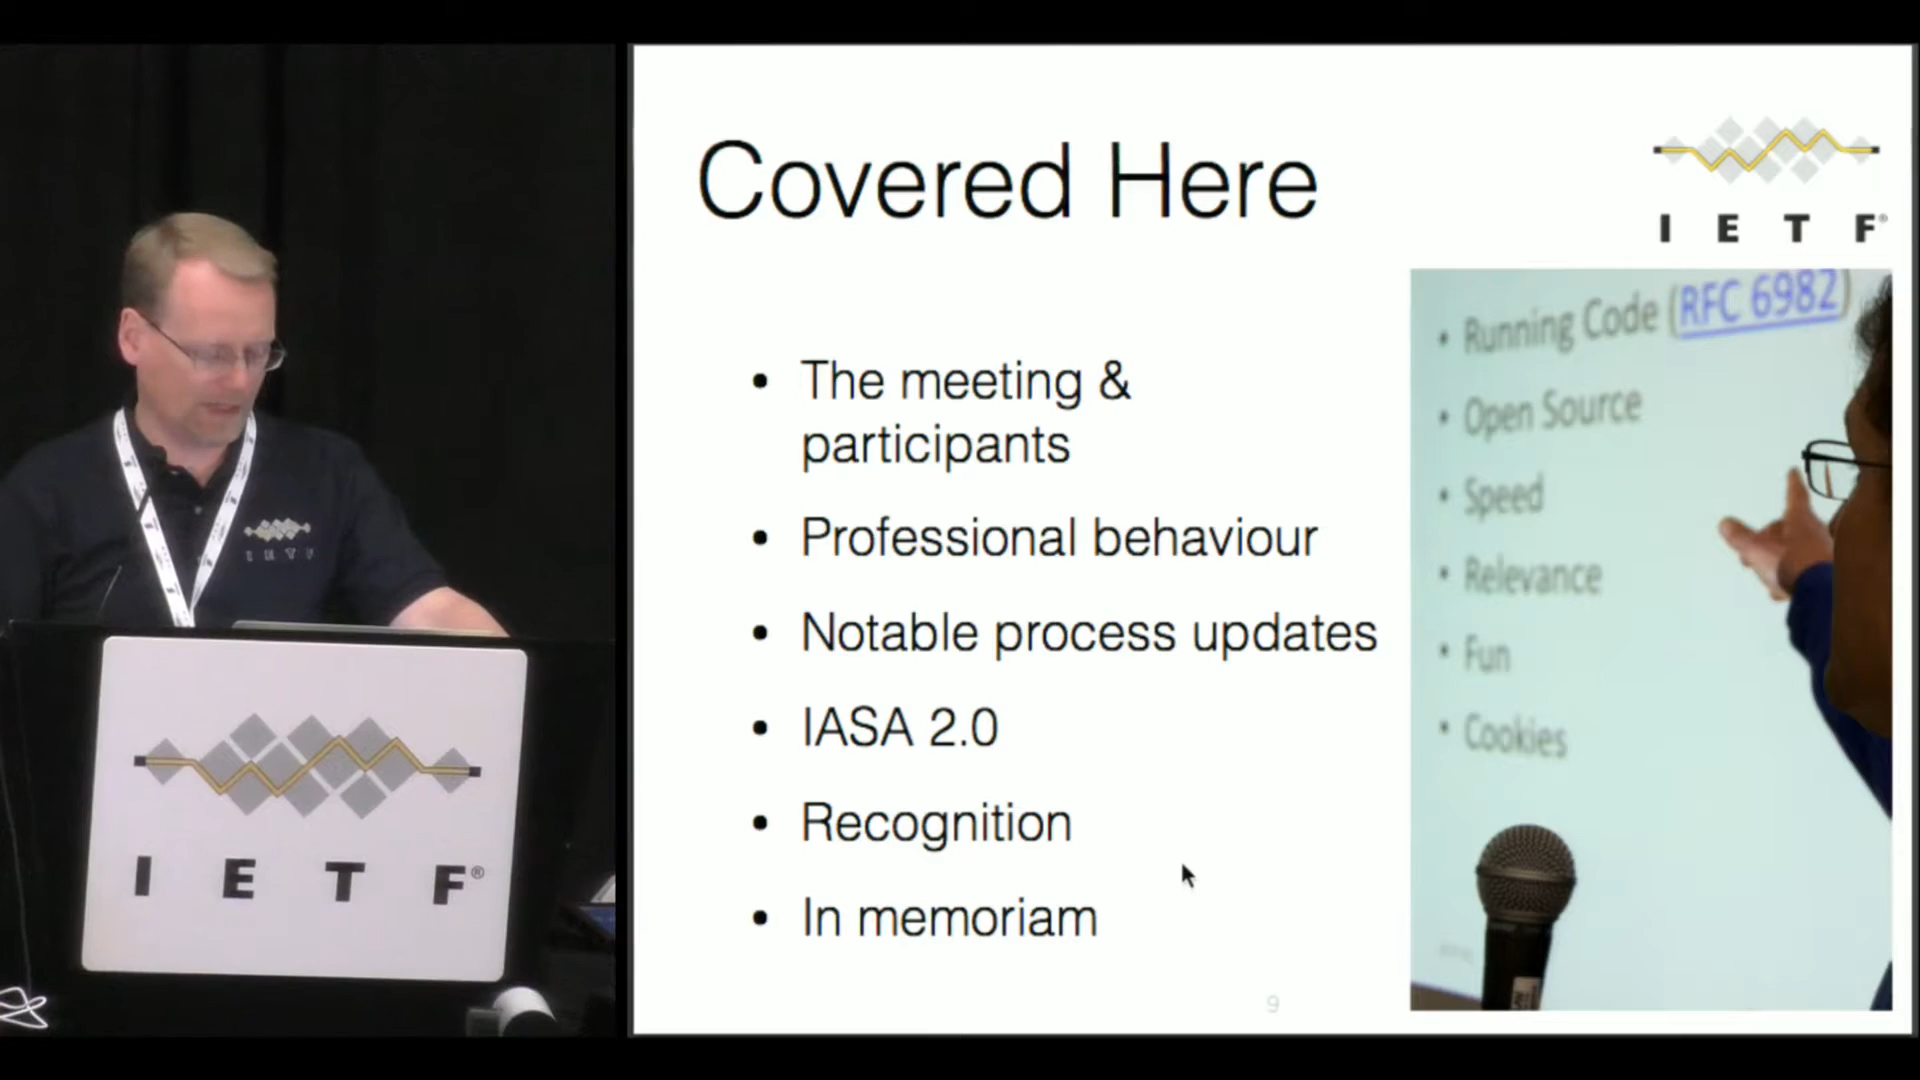 Covered Here
I E T F®
• The meeting &
participants
• Professional behaviour
• Notable process updates
• IASA 2.0
• Recognition
• In memoriam
9
• Running Code (RFC 6982)
• Open Source
• Speed
• Relevance
• Fun
• Cookies
I E T F
I E T F®